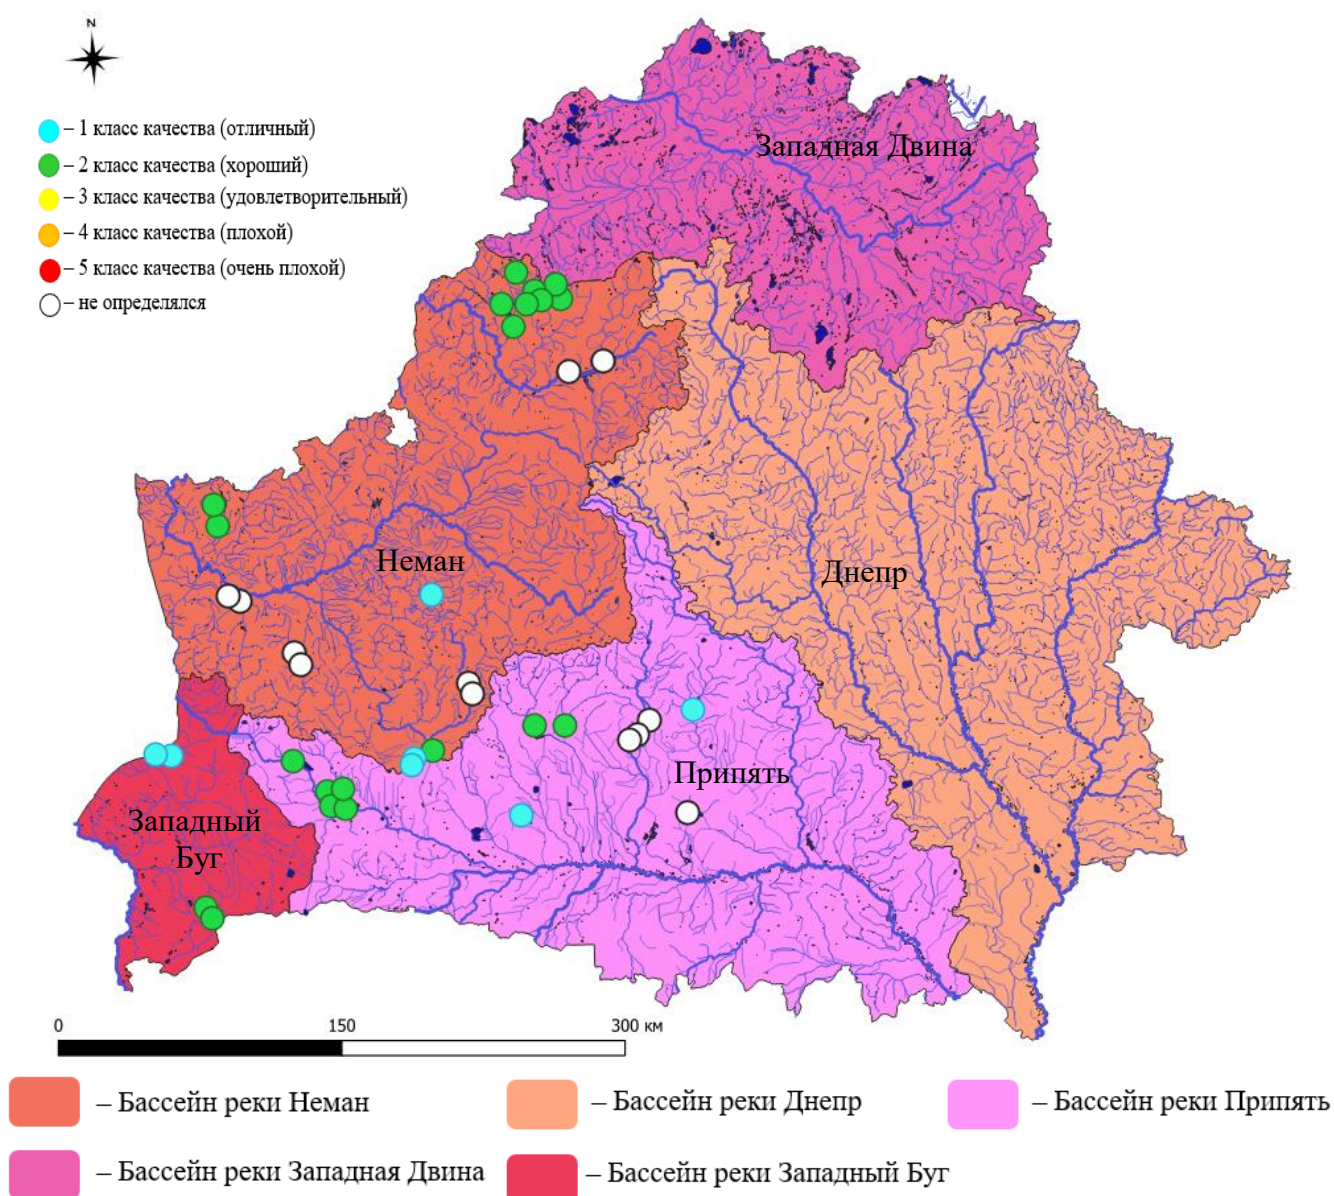 N
– 1 класс качества (отличный)
– 2 класс качества (хороший)
– 3 класс качества (удовлетворительный)
– 4 класс качества (плохой)
– 5 класс качества (очень плохой)
– не определялся
Западная Двина
Неман
Днепр
Припять
Западный
Буг
0 150 300 км
– Бассейн реки Неман
– Бассейн реки Днепр
– Бассейн реки Припять
– Бассейн реки Западная Двина
– Бассейн реки Западный Буг